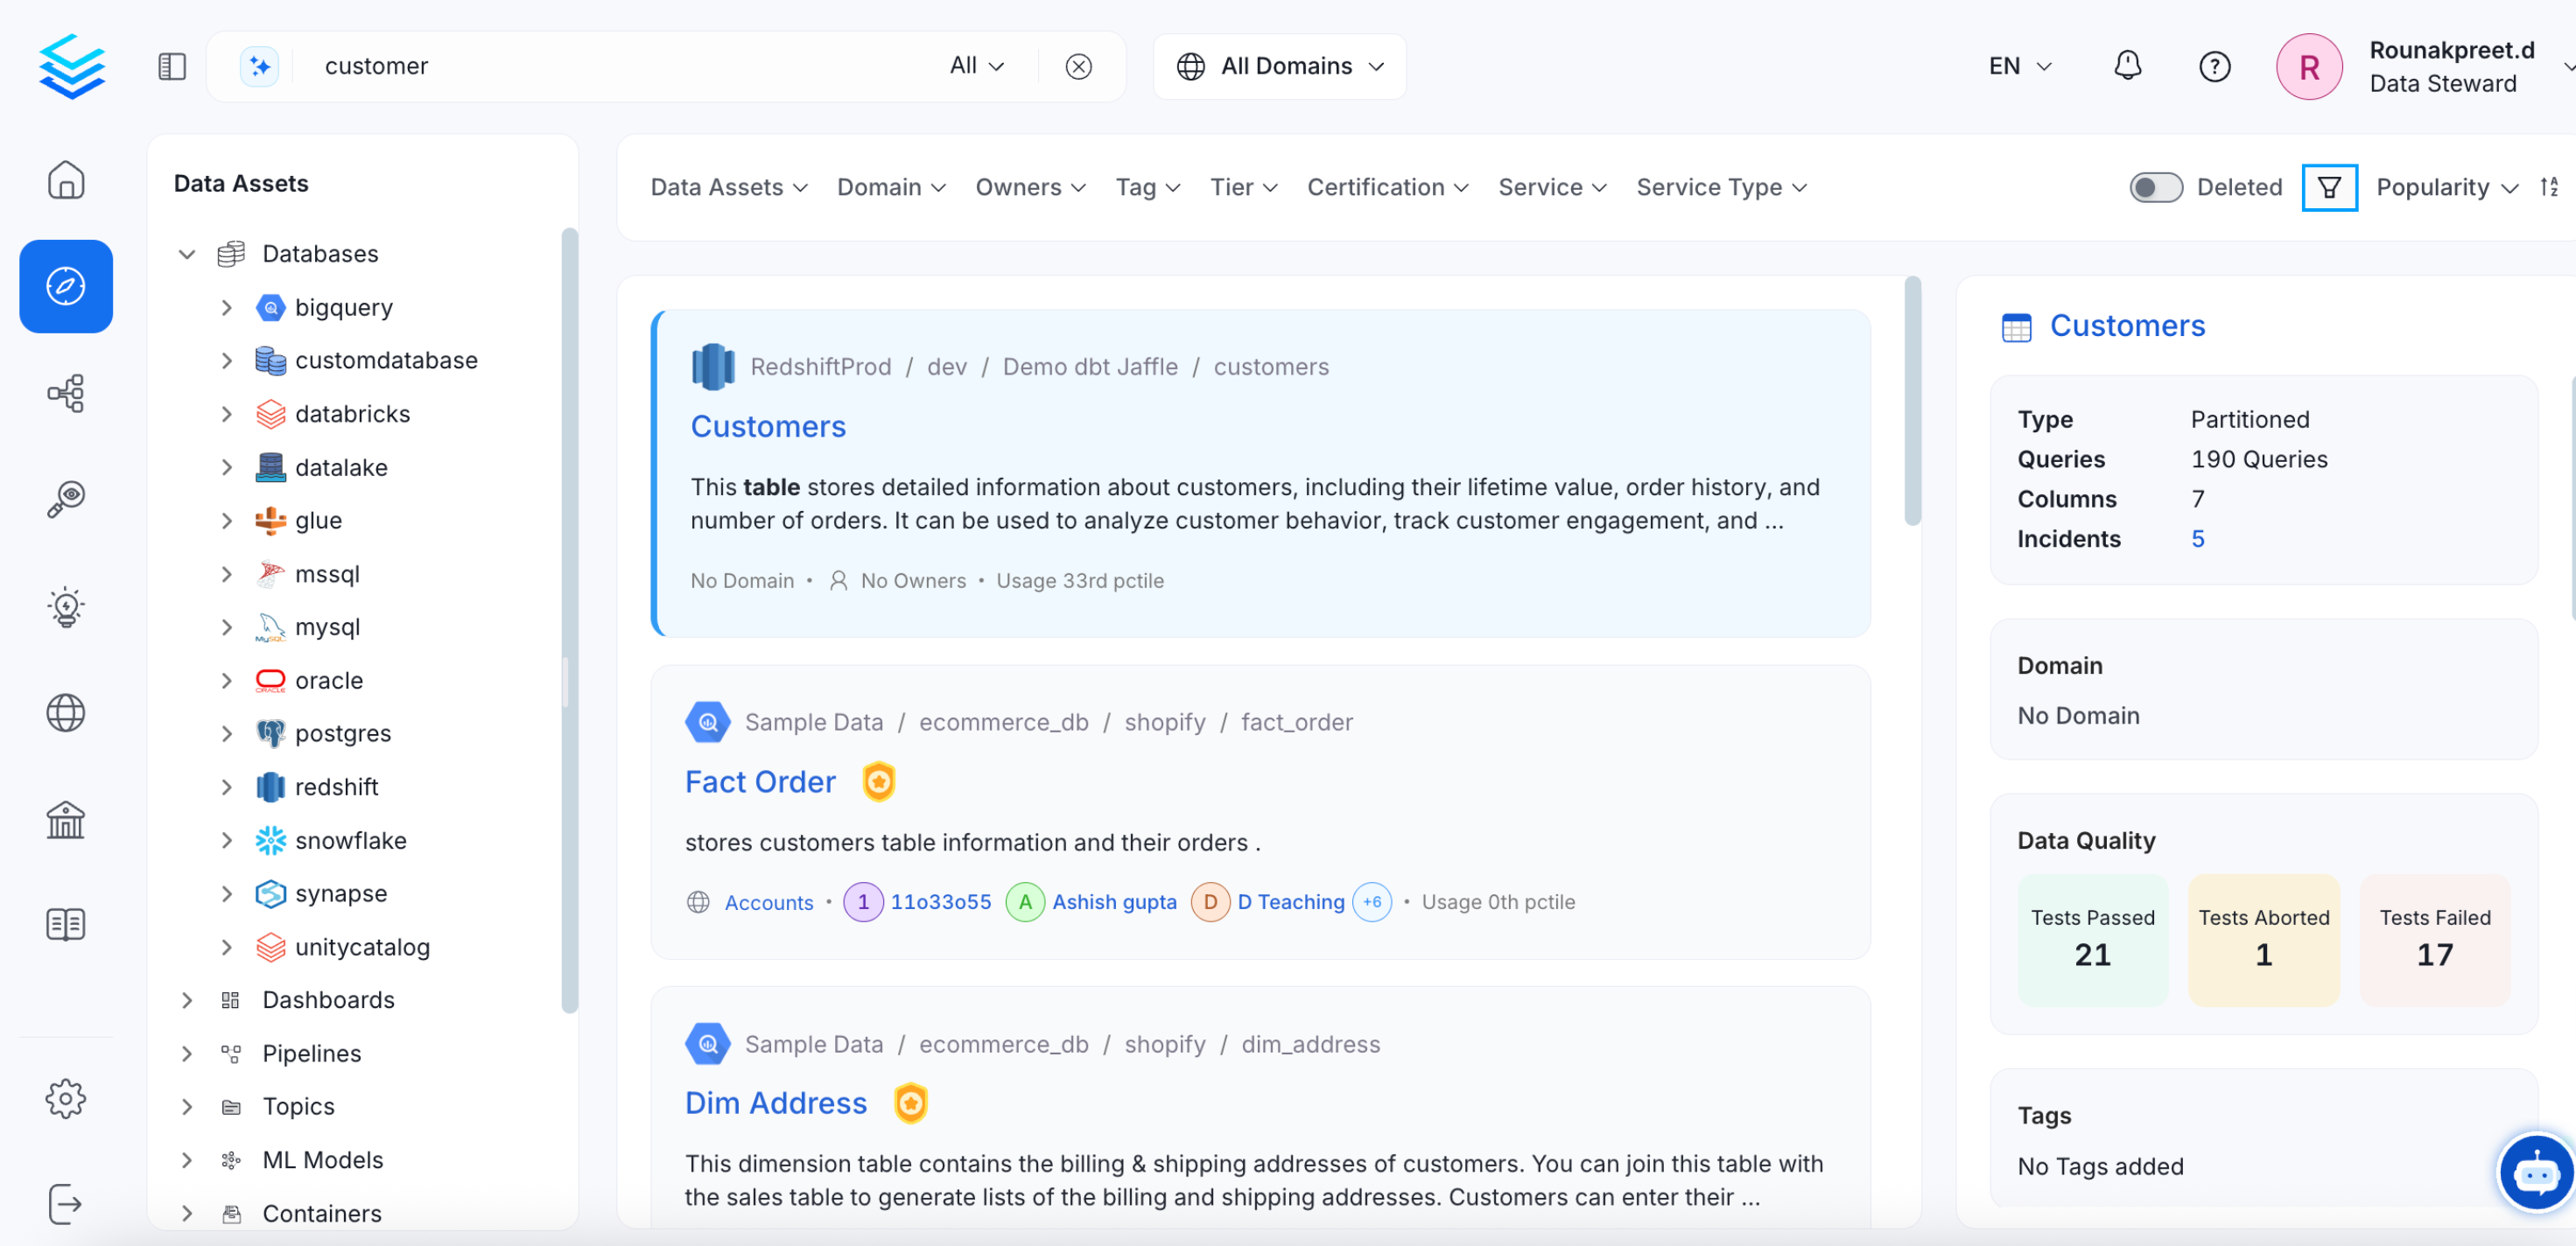 customer
All
All Domains
EN
R
Rounakpreet.d
Data Steward
Data Assets
Databases
bigquery
customdatabase
databricks
datalake
glue
mssql
MySQL
mysql
ORACLE
oracle
postgres
redshift
snowflake
synapse
unitycatalog
Dashboards
Pipelines
Topics
ML Models
Containers
Data Assets Domain Owners Tag Tier Certification Service Service Type
Deleted
Popularity
RedshiftProd / dev / Demo dbt Jaffle / customers
Customers
This table stores detailed information about customers, including their lifetime value, order history, and
number of orders. It can be used to analyze customer behavior, track customer engagement, and ...
No Domain • No Owners • Usage 33rd pctile
Sample Data / ecommerce_db / shopify / fact_order
Fact Order
stores customers table information and their orders .
Accounts • 1 11o33o55 A Ashish gupta D D Teaching +6 • Usage 0th pctile
Sample Data / ecommerce_db / shopify / dim_address
Dim Address
This dimension table contains the billing & shipping addresses of customers. You can join this table with
the sales table to generate lists of the billing and shipping addresses. Customers can enter their ...
Customers
Type Partitioned
Queries 190 Queries
Columns 7
Incidents 5
Domain
No Domain
Data Quality
Tests Passed
21
Tests Aborted
1
Tests Failed
17
Tags
No Tags added